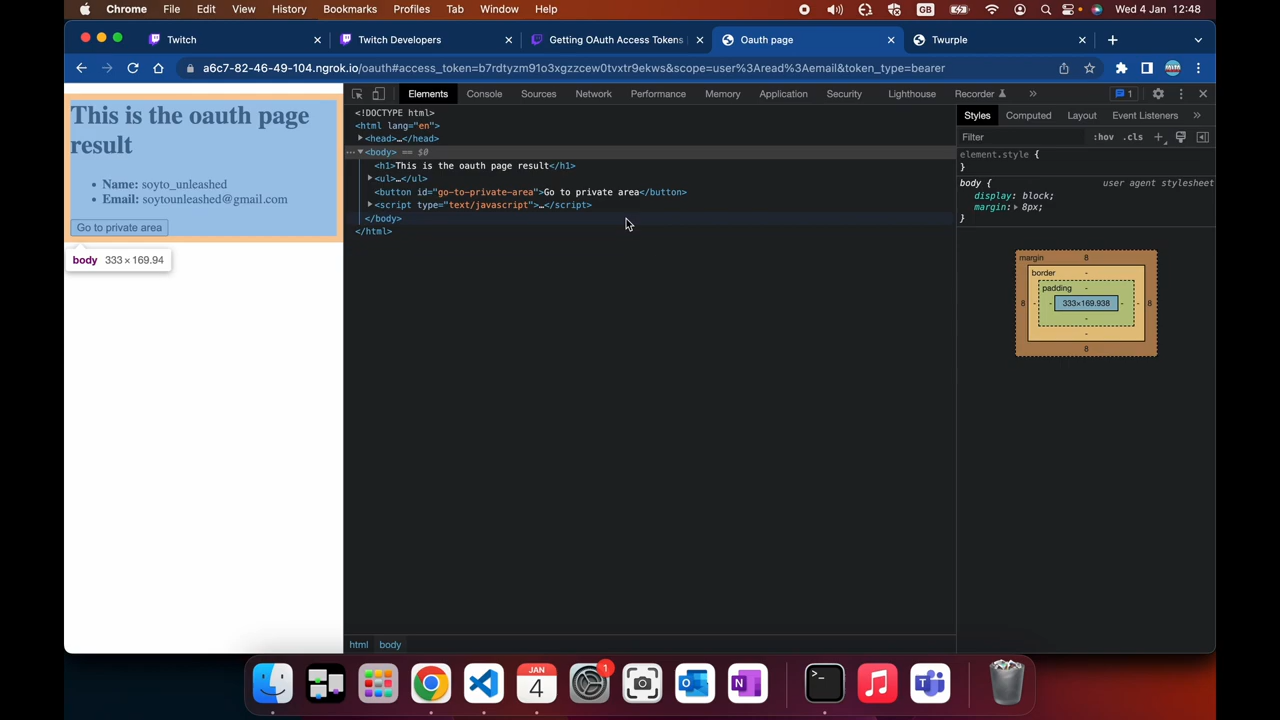 Chrome File Edit View History Bookmarks Profiles Tab Window Help GB Wed 4 Jan 12:48
Twitch Twitch Developers Getting OAuth Access Tokens Oauth page Twurple
a6c7-82-46-49-104.ngrok.io/oauth#access_token=b7rdtyzm91o3xgzzcew0tvxtr9ekws&scope=user%3Aread%3Aemail&token_type=bearer
This is the oauth page
result
• Name: soyto_unleashed
• Email: soytounleashed@gmail.com
Go to private area
body 333 × 169.94
Elements Console Sources Network Performance Memory Application Security Lighthouse Recorder » 1
<!DOCTYPE html>
<html lang="en">
<head>…</head>
… <body> == $0
<h1>This is the oauth page result</h1>
<ul>…</ul>
<button id="go-to-private-area">Go to private area</button>
<script type="text/javascript">…</script>
</body>
</html>
html body
Styles Computed Layout Event Listeners »
Filter :hov .cls +
element.style {
}
body { user agent stylesheet
display: block;
margin: 8px;
}
margin 8
border -
padding -
8 - - 333×169.938 - - 8
-
-
8
JAN
4
1
>_